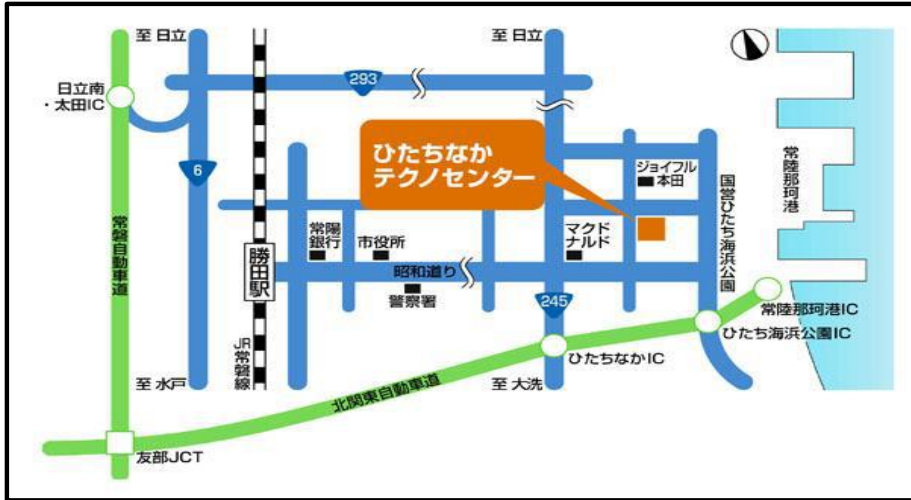 至 日立
至 日立
293
日立南
・太田IC
6
ひたちなか
テクノセンター
ジョイフル
本田
常陸那珂港
国営ひたち海浜公園
常磐自動車道
常陽
銀行
市役所
マクド
ナルド
勝田駅
昭和道り
警察署
245
常陸那珂港IC
ひたち海浜公園IC
ひたちなかIC
JR常磐線
至 水戸
至 大洗
北関東自動車道
友部JCT